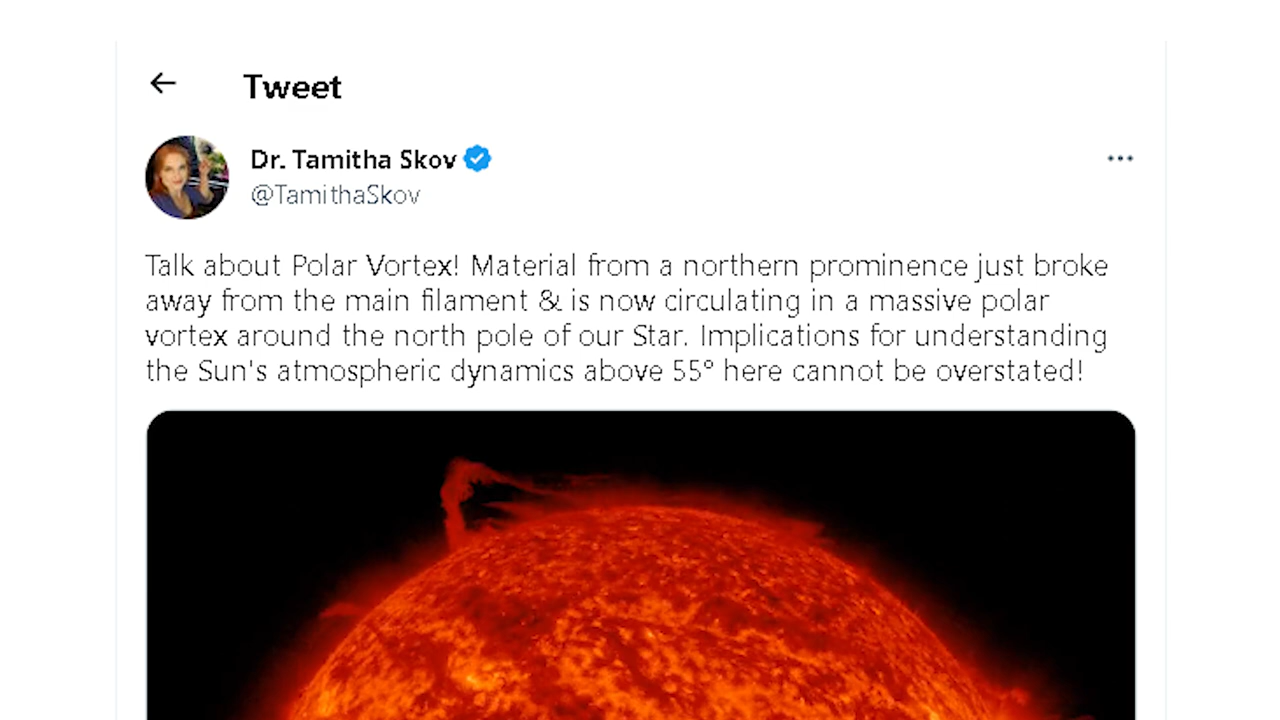 Tweet
Dr. Tamitha Skov
@TamithaSkov
Talk about Polar Vortex! Material from a northern prominence just broke
away from the main filament & is now circulating in a massive polar
vortex around the north pole of our Star. Implications for understanding
the Sun's atmospheric dynamics above 55° here cannot be overstated!